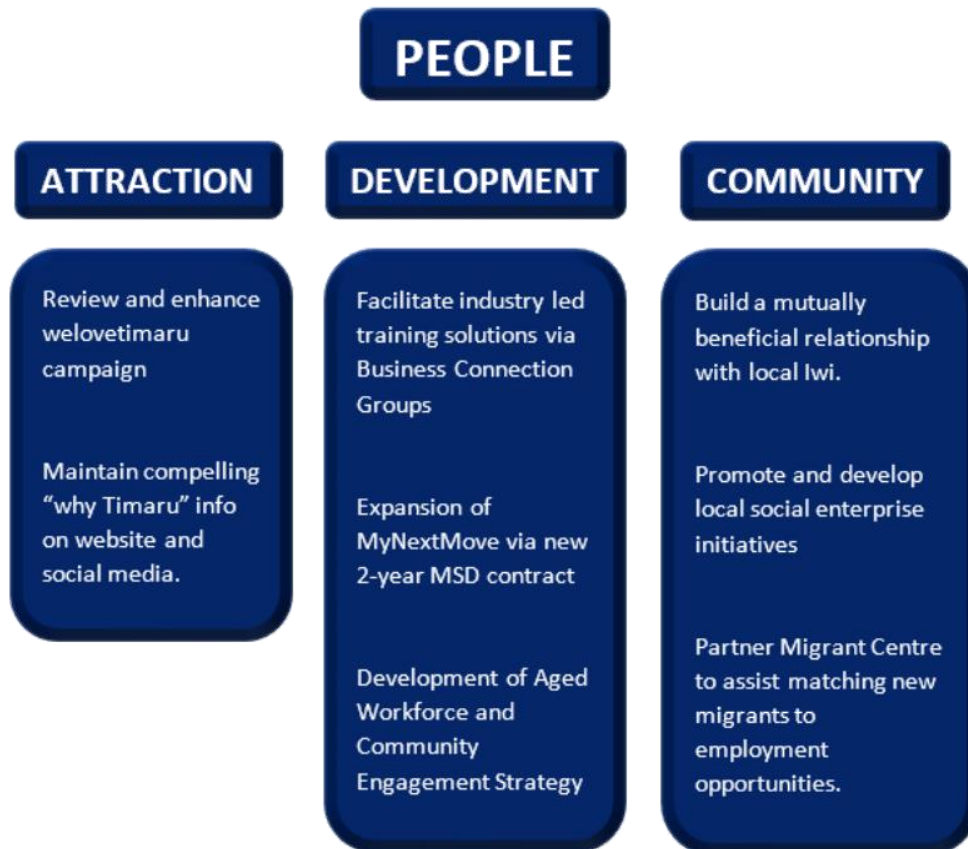 PEOPLE
ATTRACTION
Review and enhance
welovetimaru
campaign
Maintain compelling
“why Timaru” info
on website and
social media.
DEVELOPMENT
Facilitate industry led
training solutions via
Business Connection
Groups
Expansion of
MyNextMove via new
2-year MSD contract
Development of Aged
Workforce and
Community
Engagement Strategy
COMMUNITY
Build a mutually
beneficial relationship
with local Iwi.
Promote and develop
local social enterprise
initiatives
Partner Migrant Centre
to assist matching new
migrants to
employment
opportunities.